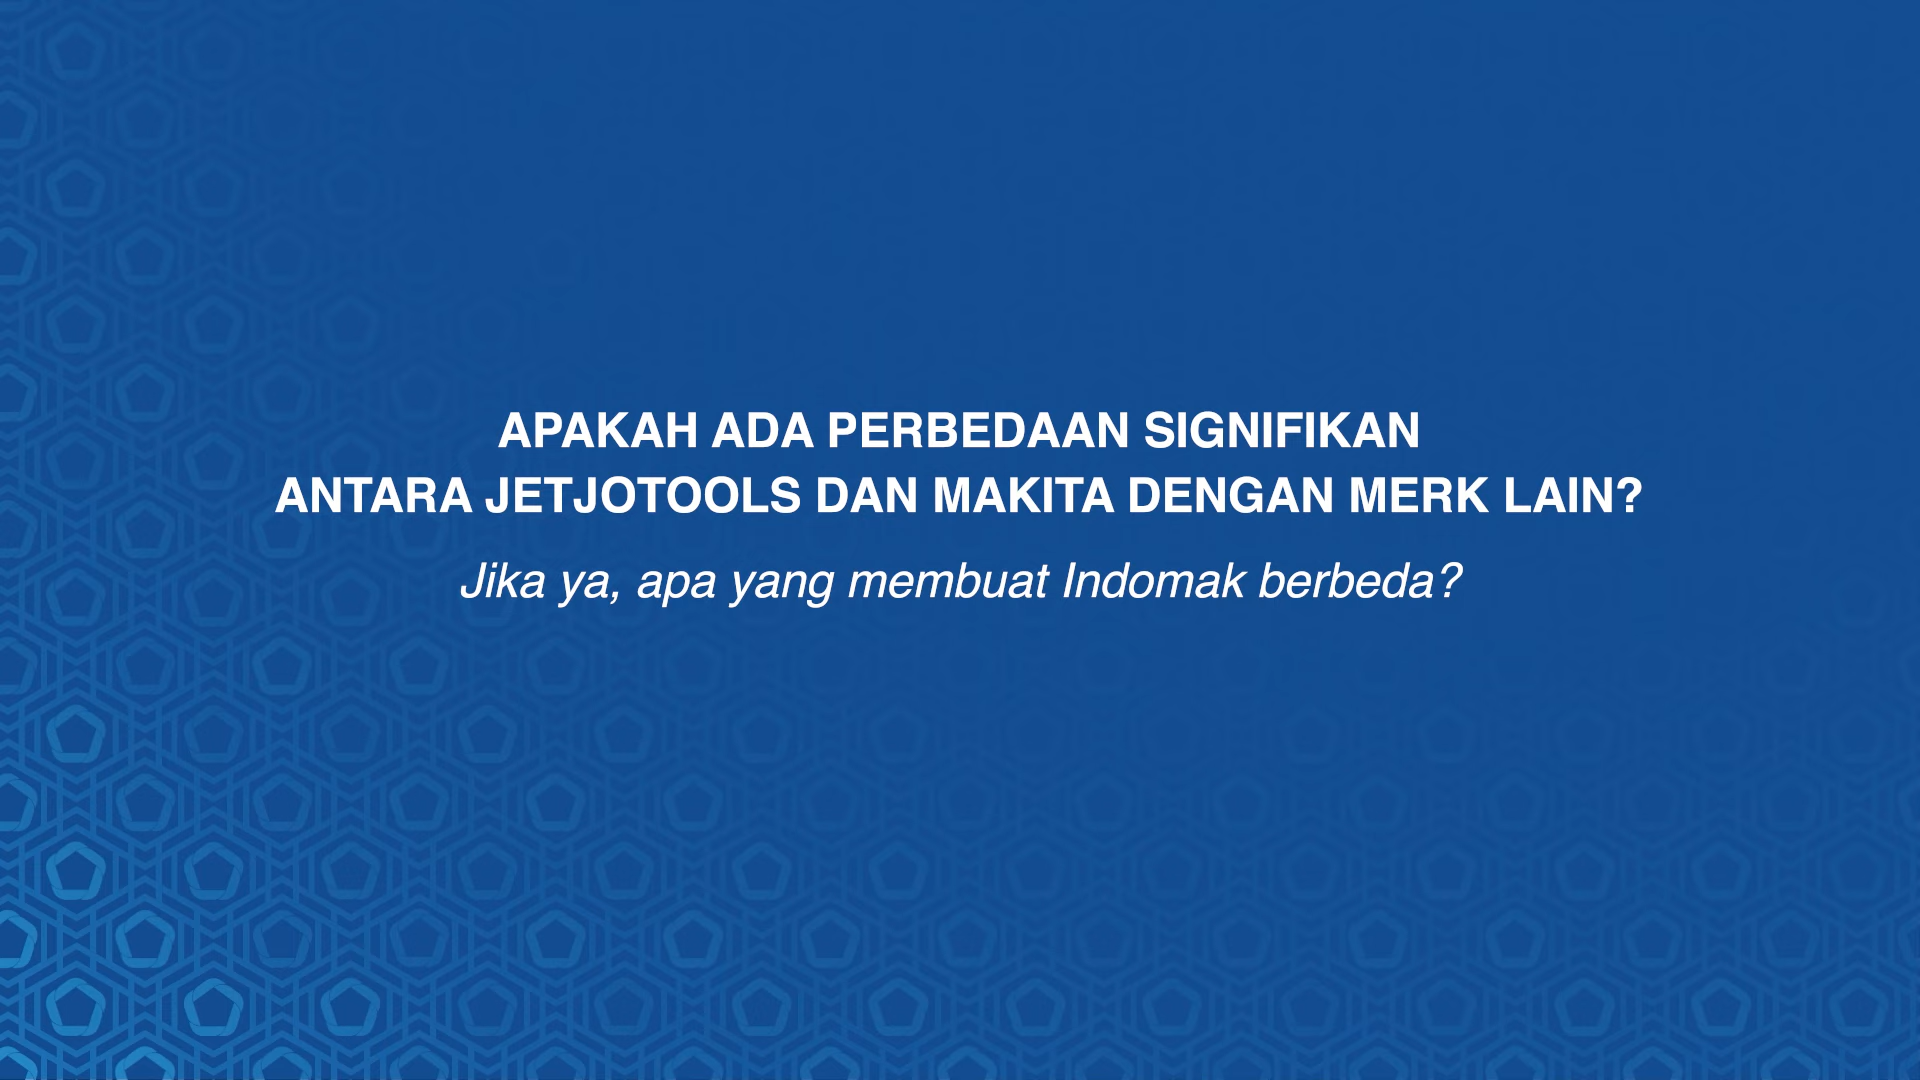 APAKAH ADA PERBEDAAN SIGNIFIKAN
ANTARA JETJOTOOLS DAN MAKITA DENGAN MERK LAIN?
Jika ya, apa yang membuat Indomak berbeda?